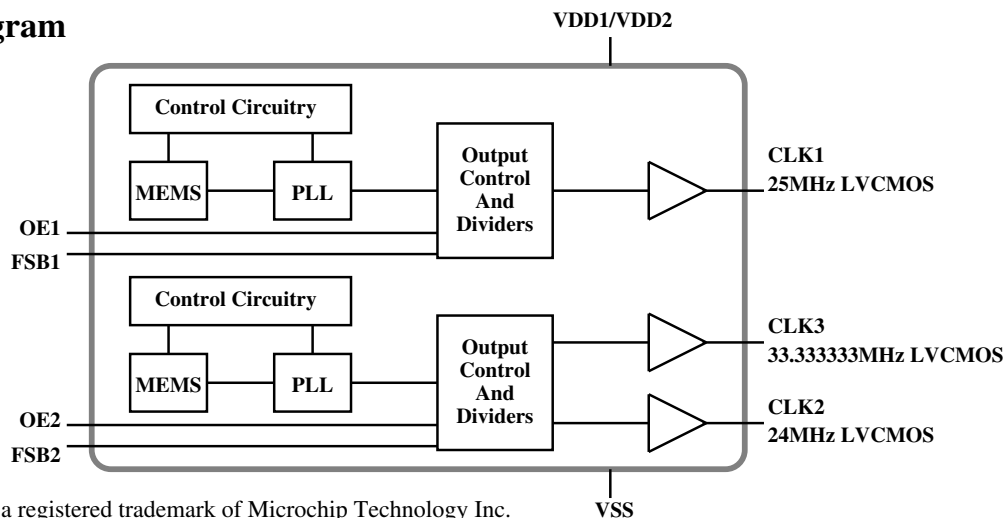 VDD1/VDD2
Control Circuitry
MEMS
PLL
Output
Control
And
Dividers
CLK1
25MHz LVCMOS
OE1
FSB1
Control Circuitry
MEMS
PLL
Output
Control
And
Dividers
CLK3
33.333333MHz LVCMOS
CLK2
24MHz LVCMOS
OE2
FSB2
a registered trademark of Microchip Technology Inc.
VSS